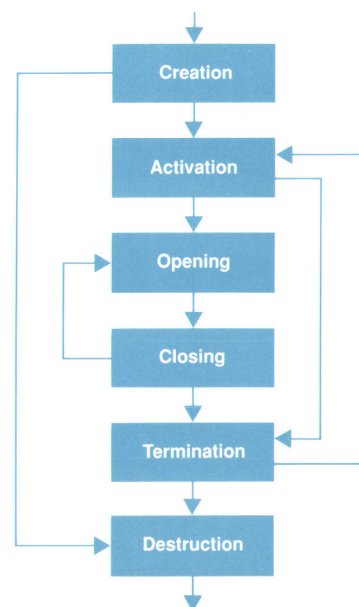 Creation
Activation
Opening
Closing
Termination
Destruction